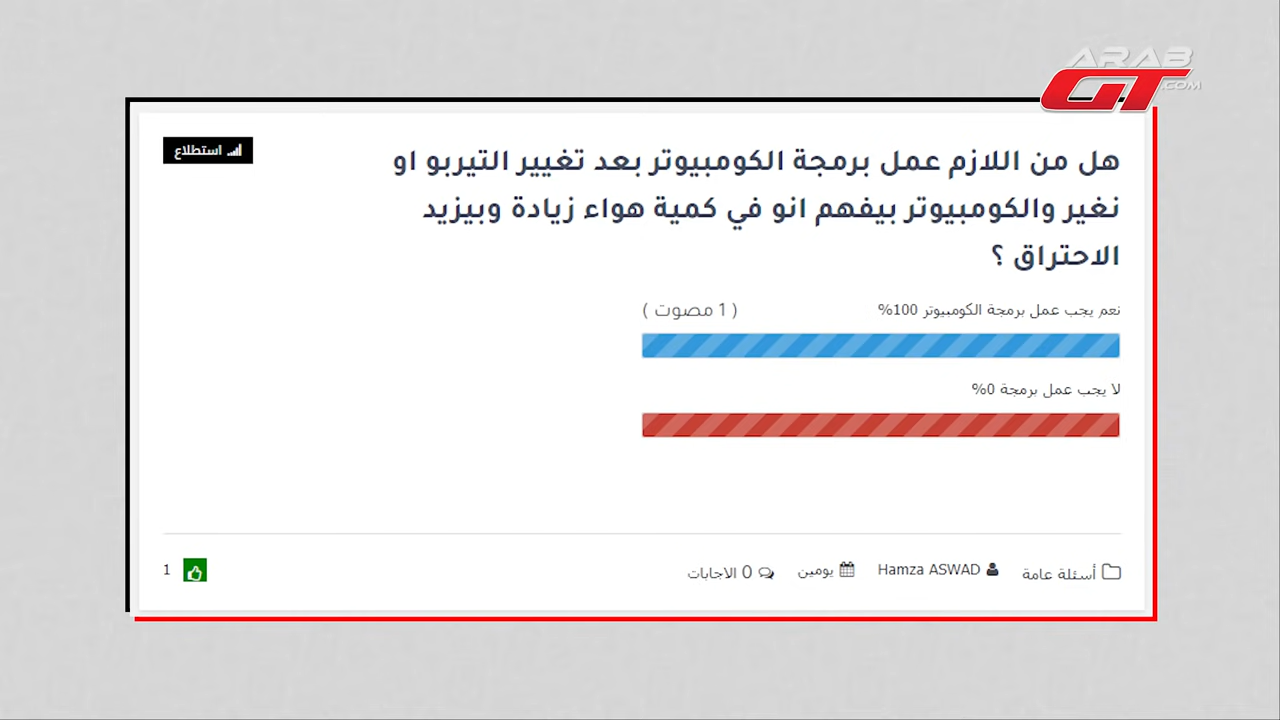 ARAB
GT.COM
استطلاع
هل من اللازم عمل برمجة الكومبيوتر بعد تغيير التيربو او
نغير والكومبيوتر بيفهم انو في كمية هواء زيادة وبيزيد
الاحتراق ؟
نعم يجب عمل برمجة الكومبيوتر 100% ( 1 مصوت )
لا يجب عمل برمجة 0%
أسئلة عامة Hamza ASWAD يومين 0 الاجابات 1